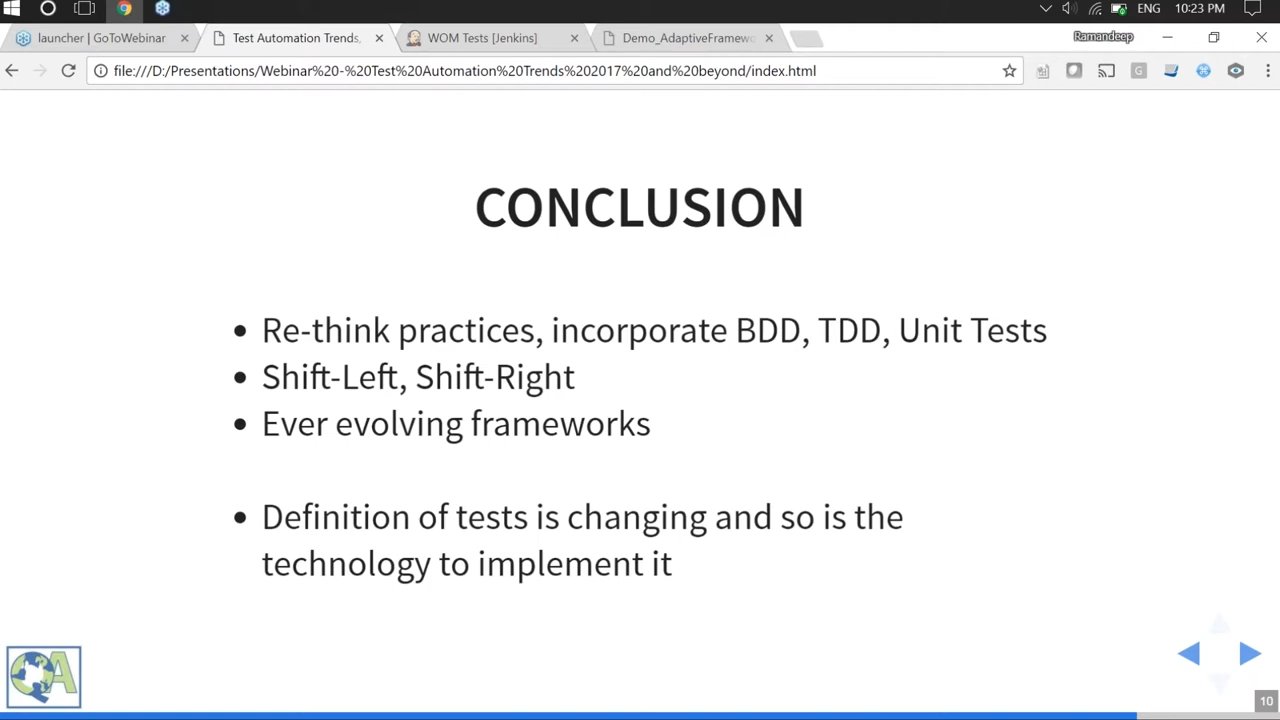 ENG 10:23 PM
launcher | GoToWebinar
Test Automation Trends,
WOM Tests [Jenkins]
Demo_AdaptiveFramewo
Ramandeep
file:///D:/Presentations/Webinar%20-%20Test%20Automation%20Trends%202017%20and%20beyond/index.html
G
CONCLUSION
• Re-think practices, incorporate BDD, TDD, Unit Tests
• Shift-Left, Shift-Right
• Ever evolving frameworks
• Definition of tests is changing and so is the
technology to implement it
QA
10